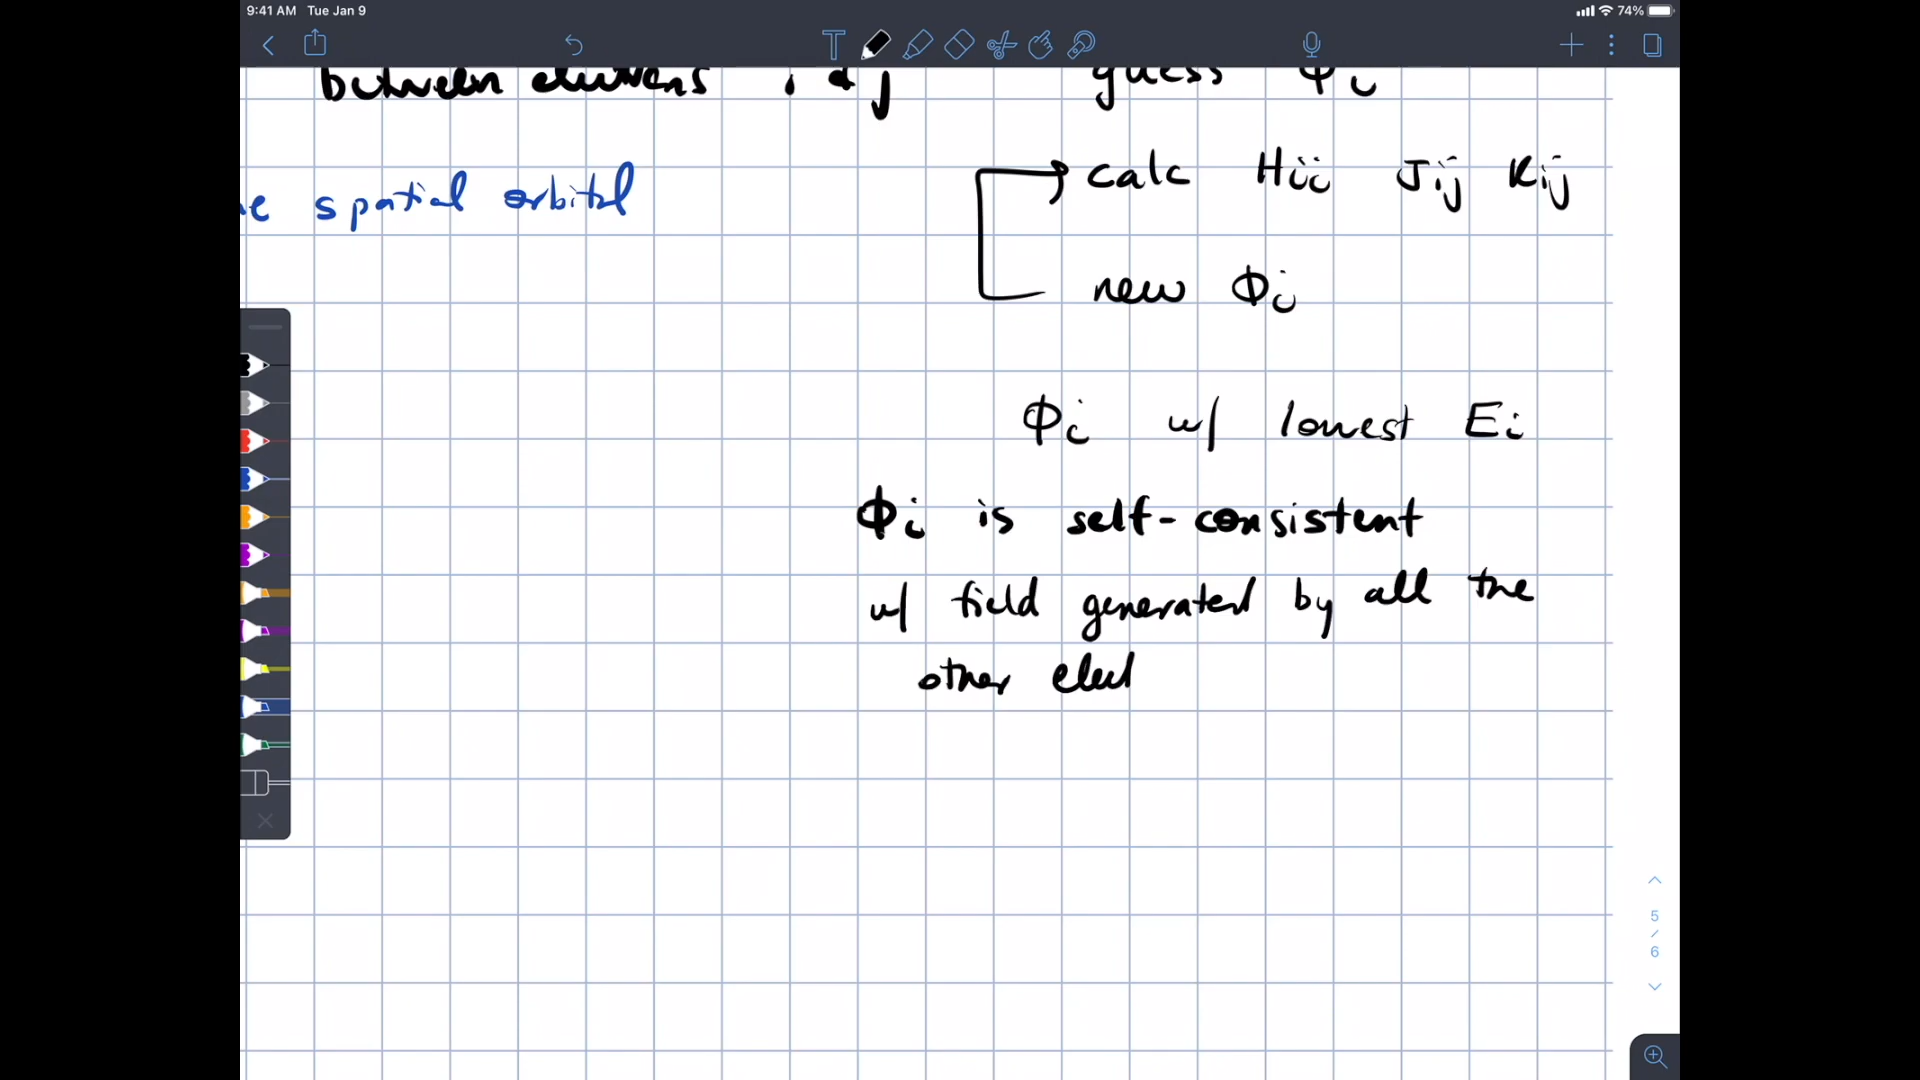 9:41 AM Tue Jan 9
74%
between electrons i & j
guess Φi
calc Hii Jij Kij
spatial orbital
new Φi
Φi w/ lowest Ei
Φi is self-consistent
w/ field generated by all the
other elect
5
/
6